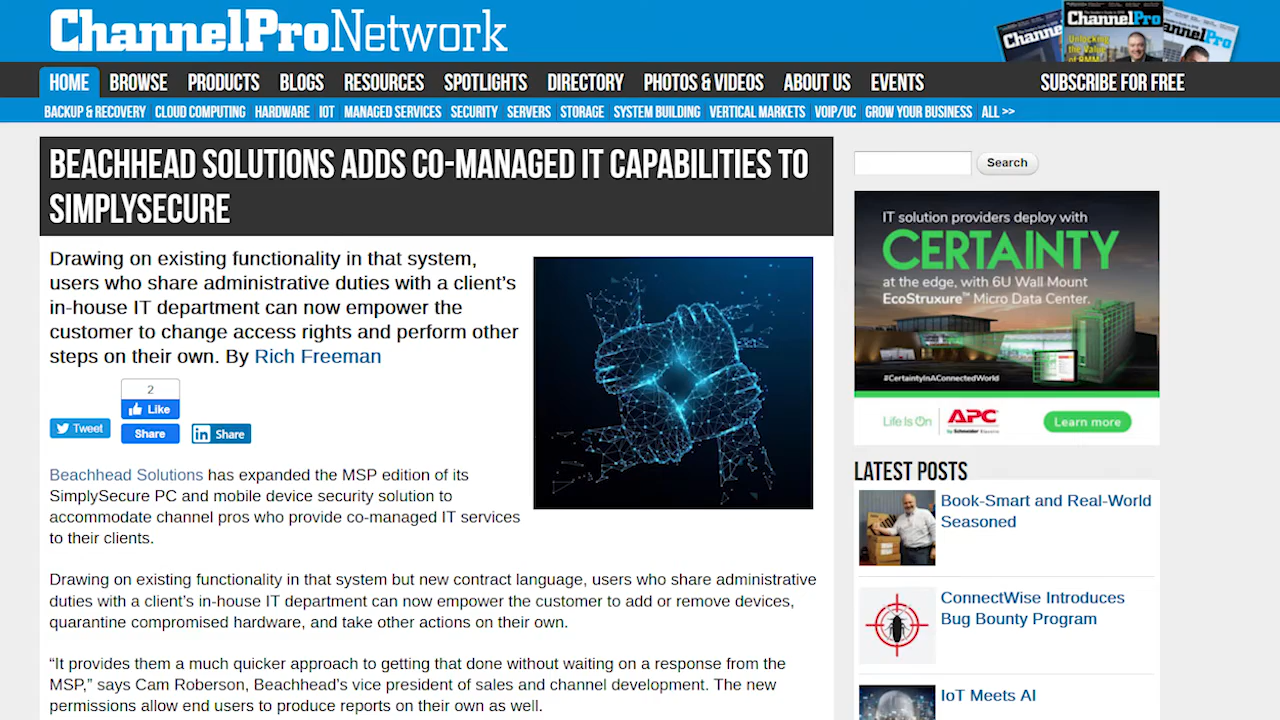 ChannelProNetwork
ChannelPro
Channel
Pro
Unlocking
the Value
of RMM
HOME BROWSE PRODUCTS BLOGS RESOURCES SPOTLIGHTS DIRECTORY PHOTOS & VIDEOS ABOUT US EVENTS SUBSCRIBE FOR FREE
BACKUP & RECOVERY CLOUD COMPUTING HARDWARE IOT MANAGED SERVICES SECURITY SERVERS STORAGE SYSTEM BUILDING VERTICAL MARKETS VOIP/UC GROW YOUR BUSINESS ALL >>
BEACHHEAD SOLUTIONS ADDS CO-MANAGED IT CAPABILITIES TO
SIMPLYSECURE
Drawing on existing functionality in that system,
users who share administrative duties with a client’s
in-house IT department can now empower the
customer to change access rights and perform other
steps on their own. By Rich Freeman
2
Like
Tweet
Share
Share
Beachhead Solutions has expanded the MSP edition of its
SimplySecure PC and mobile device security solution to
accommodate channel pros who provide co-managed IT services
to their clients.
Drawing on existing functionality in that system but new contract language, users who share administrative
duties with a client’s in-house IT department can now empower the customer to add or remove devices,
quarantine compromised hardware, and take other actions on their own.
“It provides them a much quicker approach to getting that done without waiting on a response from the
MSP,” says Cam Roberson, Beachhead’s vice president of sales and channel development. The new
permissions allow end users to produce reports on their own as well.
Search
IT solution providers deploy with
CERTAINTY
at the edge, with 6U Wall Mount
EcoStruxure™ Micro Data Center.
#CertaintyInAConnectedWorld
Life Is On
APC
by Schneider Electric
Learn more
LATEST POSTS
Book-Smart and Real-World
Seasoned
ConnectWise Introduces
Bug Bounty Program
IoT Meets AI